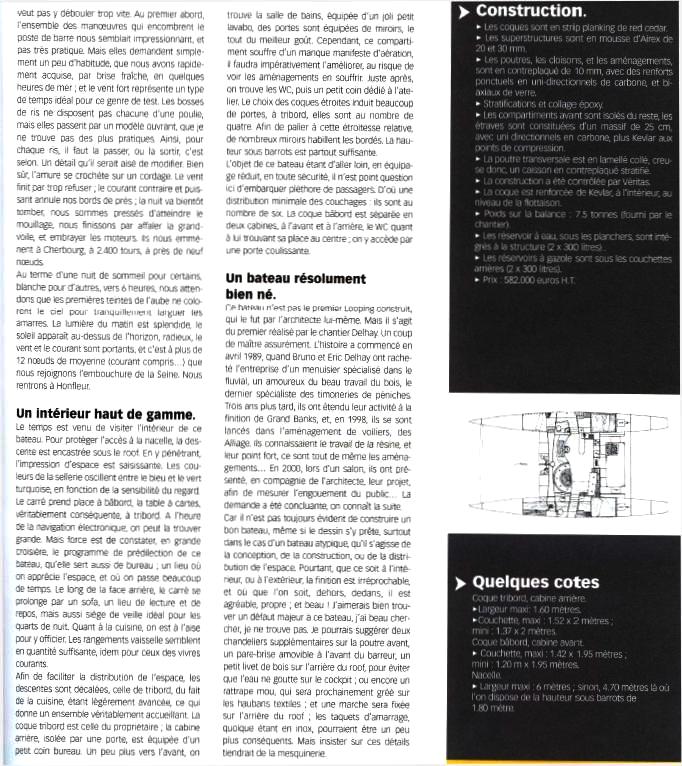 veut pas y débouler trop vite. Au premier abord,
l'ensemble des manœuvres qui encombrent le
poste de barre nous semblait impressionnant, et
pas très pratique. Mais elles demandent simple-
ment un peu d'habitude, que nous avons rapide-
ment acquise, par brise fraîche, en quelques
heures de mer ; et le vent fort représente un type
de temps idéal pour ce genre de test. Les bosses
de ris ne disposent pas chacune d'une poulie,
mais elles passent par un modèle ouvrant, que je
ne trouve pas des plus pratiques. Ainsi, pour
chaque ris, il faut la passer, ou la sortir, c'est
selon. Un détail qu'il serait aisé de modifier. Bien
sûr, l'amure se crochète sur un cordage. Le vent
finit par trop refuser ; le courant contraire et puis-
sant annule nos bords de près ; la nuit va bientôt
tomber, nous sommes pressés d'atteindre le
mouillage, nous finissons par affaler la grand-
voile, et embrayer les moteurs. Ils nous emmè-
nent à Cherbourg, à 2.400 tours, à près de neuf
nœuds.
Au terme d'une nuit de sommeil pour certains,
blanche pour d'autres, vers 6 heures, nous atten-
dons que les premières teintes de l'aube ne colo-
rent le ciel pour tranquillement larguer les
amarres. La lumière du matin est splendide, le
soleil apparaît au-dessus de l'horizon, radieux, le
vent et le courant sont portants, et c'est à plus de
12 nœuds de moyenne (courant compris...) que
nous rejoignons l'embouchure de la Seine. Nous
rentrons à Honfleur.
Un intérieur haut de gamme.
Le temps est venu de visiter l'intérieur de ce
bateau. Pour protéger l'accès à la nacelle, la des-
cente est encastrée sous le roof. En y pénétrant,
l'impression d'espace est saisissante. Les cou-
leurs de la sellerie oscillent entre le bleu et le vert
turquoise, en fonction de la sensibilité du regard.
Le carré prend place à bâbord, la table à cartes,
véritablement conséquente, à tribord. A l'heure
de la navigation électronique, on peut la trouver
grande. Mais force est de constater, en grande
croisière, le programme de prédilection de ce
bateau, qu'elle sert aussi de bureau ; un lieu où
on apprécie l'espace, et où on passe beaucoup
de temps. Le long de la face arrière, le carré se
prolonge par un sofa, un lieu de lecture et de
repos, mais aussi siège de veille idéal pour les
quarts de nuit. Quant à la cuisine, on est à l'aise
pour y officier. Les rangements vaisselle semblent
en quantité suffisante, idem pour ceux des vivres
courants.
Afin de faciliter la distribution de l'espace, les
descentes sont décalées, celle de tribord, du fait
de la cuisine, étant légèrement avancée, ce qui
donne un ensemble véritablement accueillant. La
coque tribord est celle du propriétaire ; la cabine
arrière, isolée par une porte, est équipée d'un
petit coin bureau. Un peu plus vers l'avant, on
trouve la salle de bains, équipée d'un joli petit
lavabo, des portes sont équipées de miroirs, le
tout du meilleur goût. Cependant, ce comparti-
ment souffre d'un manque manifeste d'aération,
il faudra impérativement l'améliorer, au risque de
voir les aménagements en souffrir. Juste après,
on trouve les WC, puis un petit coin dédié à l'ate-
lier. Le choix des coques étroites induit beaucoup
de portes, à tribord, elles sont au nombre de
quatre. Afin de palier à cette étroitesse relative,
de nombreux miroirs habillent les bordés. La hau-
teur sous barrots est partout suffisante.
L'objet de ce bateau étant d'aller loin, en équipa-
ge réduit, en toute sécurité, il n'est point question
ici d'embarquer pléthore de passagers. D'où une
distribution minimale des couchages : ils sont au
nombre de six. La coque bâbord est séparée en
deux cabines, à l'avant et à l'arrière, le WC quant
à lui trouvant sa place au centre ; on y accède par
une porte coulissante.
Un bateau résolument
bien né.
Ce bateau n'est pas le premier Looping construit,
qui le fut par l'architecte lui-même. Mais il s'agit
du premier réalisé par le chantier Delhay. Un coup
de maître assurément. L'histoire a commencé en
avril 1989, quand Bruno et Eric Delhay ont rache-
té l'entreprise d'un menuisier spécialisé dans le
fluvial, un amoureux du beau travail du bois, le
dernier spécialiste des timoneries de péniches.
Trois ans plus tard, ils ont étendu leur activité à la
finition de Grand Banks, et, en 1998, ils se sont
lancés dans l'aménagement de voiliers, des
Alliage. Ils connaissaient le travail de la résine, et
leur point fort, ce sont tout de même les aména-
gements... En 2000, lors d'un salon, ils ont pré-
senté, en compagnie de l'architecte, leur projet,
afin de mesurer l'engouement du public... La
demande a été concluante, on connaît la suite.
Car il n'est pas toujours évident de construire un
bon bateau, même si le dessin s'y prête, surtout
dans le cas d'un bateau atypique, qu'il s'agisse de
la conception, de la construction, ou de la distri-
bution de l'espace. Pourtant, que ce soit à l'inté-
rieur, ou à l'extérieur, la finition est irréprochable,
et où que l'on soit, dehors, dedans, il est
agréable, propre ; et beau ! J'aimerais bien trou-
ver un défaut majeur à ce bateau, j'ai beau cher-
cher, je ne trouve pas. Je pourrais suggérer deux
chandeliers supplémentaires sur la poutre avant,
un pare-brise amovible à l'avant du barreur, un
petit livet de bois sur l'arrière du roof, pour éviter
que l'eau ne goutte sur le cockpit ; ou encore un
rattrape mou, qui sera prochainement gréé sur
les haubans textiles ; et une marche sera fixée
sur l'arrière du roof ; les taquets d'amarrage,
quoique étant en inox, pourraient être un peu
plus conséquents. Mais insister sur ces détails
tiendrait de la mesquinerie.
Construction.
► Les coques sont en strip planking de red cedar.
► Les superstructures sont en mousse d'Airex de
20 et 30 mm.
► Les poutres, les cloisons, et les aménagements,
sont en contreplaqué de 10 mm, avec des renforts
ponctuels en uni-directionnels de carbone, et bi-
axiaux de verre.
► Stratifications et collage époxy.
► Les compartiments avant sont isolés du reste, les
étraves sont constituées d'un massif de 25 cm,
avec uni directionnels en carbone, plus Kevlar aux
points de compression.
► La poutre transversale est en lamellé collé, creu-
se donc, un caisson en contreplaqué stratifié.
► La construction a été contrôlée par Veritas.
► La coque est renforcée de Kevlar, à l'intérieur, au
niveau de la flottaison.
► Poids sur la balance : 7.5 tonnes (fourni par le
chantier).
► Les réservoir à eau, sous les planchers, sont inté-
grés à la structure (2 x 300 litres).
► Les réservoirs à gazole sont sous les couchettes
arrières (2 x 300 litres).
► Prix : 582.000 euros H.T.
Quelques cotes
Coque tribord, cabine arrière.
►Largeur maxi: 1.60 mètres.
►Couchette, maxi : 1.52 x 2 mètres ;
mini : 1.37 x 2 mètres.
Coque bâbord, cabine avant.
► Couchette, maxi : 1.42 x 1.95 mètres ;
mini : 1.20 m x 1.95 mètres.
Nacelle.
► Largeur maxi : 6 mètres ; sinon, 4.70 mètres là où
l'on dispose de la hauteur sous barrots de
1.80 mètre.